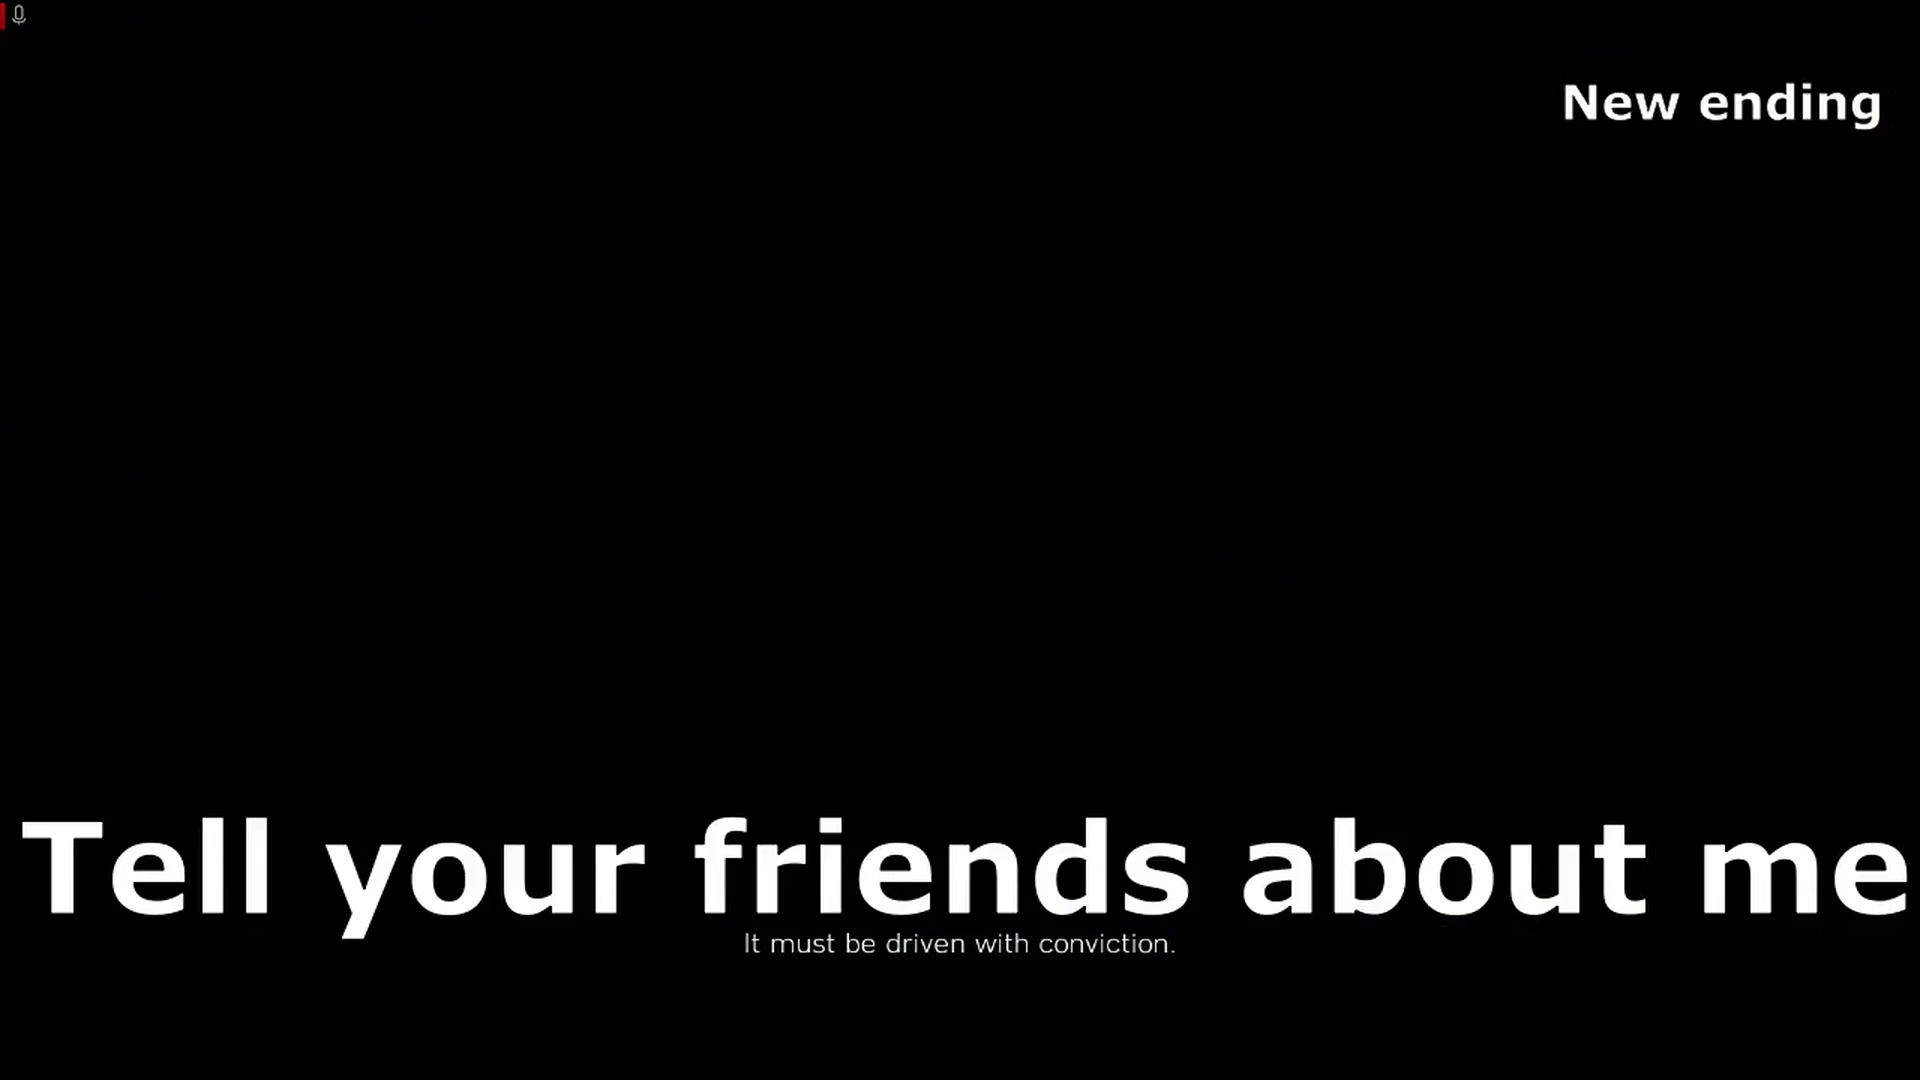 New ending
Tell your friends about me
It must be driven with conviction.